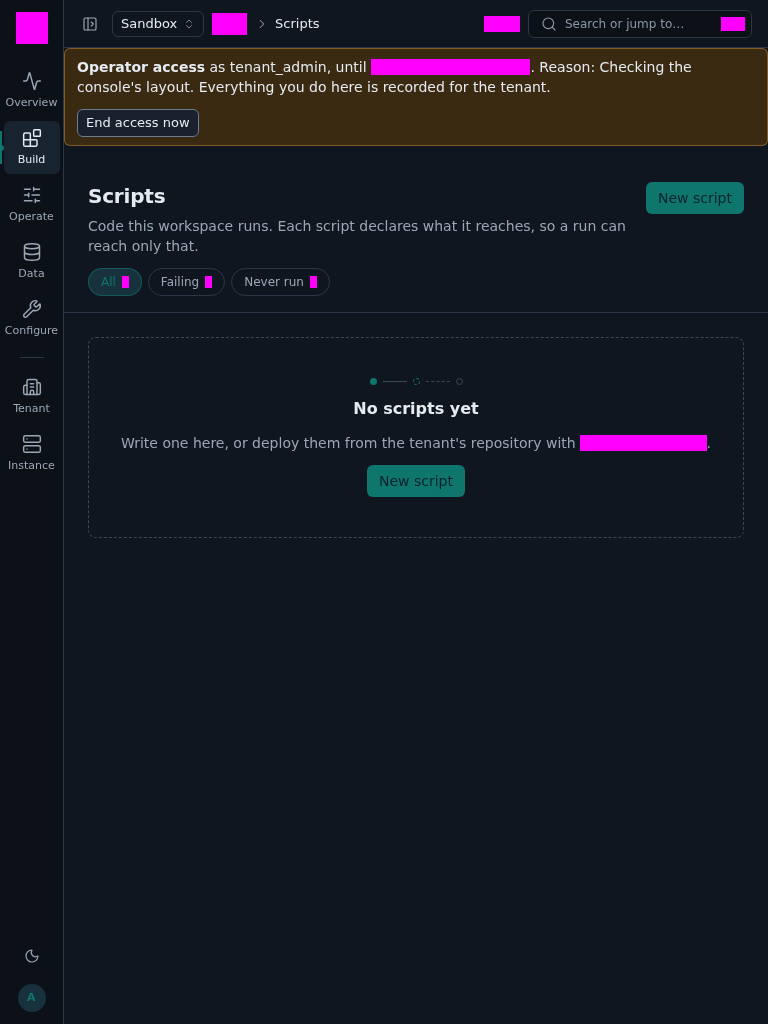 Sandbox
Scripts
Search or jump to…
Operator access as tenant_admin, until . Reason: Checking the
console's layout. Everything you do here is recorded for the tenant.
End access now
Overview
Build
Operate
Data
Configure
Tenant
Instance
A
Scripts
New script
Code this workspace runs. Each script declares what it reaches, so a run can
reach only that.
All
Failing
Never run
No scripts yet
Write one here, or deploy them from the tenant's repository with .
New script